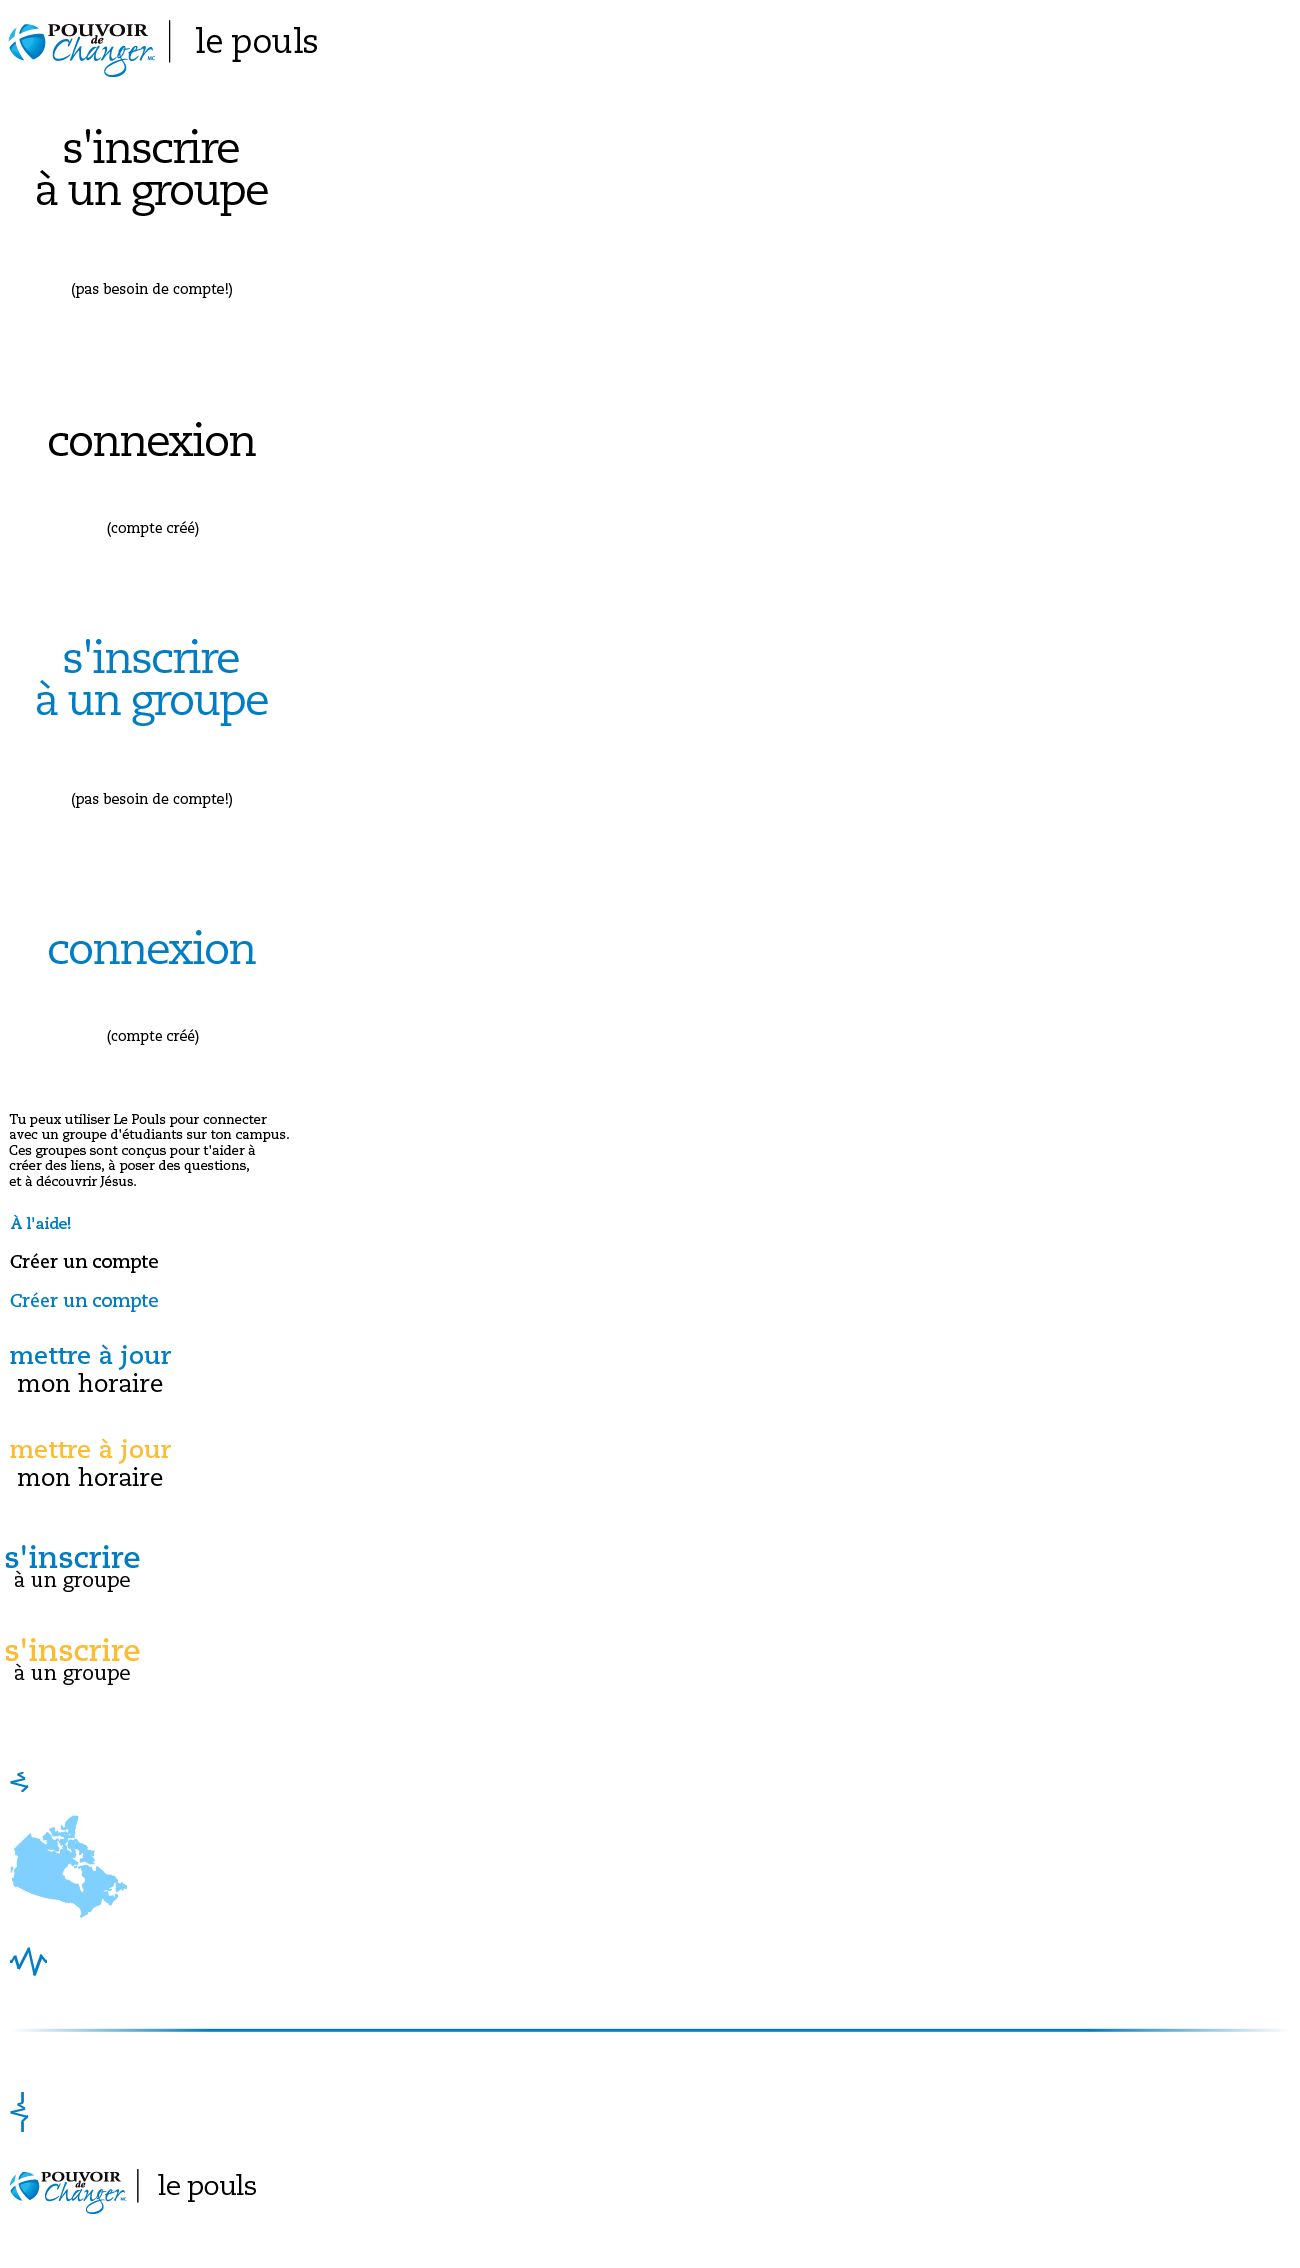 POUVOIR
de
Changer MC
le pouls
s'inscrire
à un groupe
(pas besoin de compte!)
connexion
(compte créé)
s'inscrire
à un groupe
(pas besoin de compte!)
connexion
(compte créé)
Tu peux utiliser Le Pouls pour connecter
avec un groupe d'étudiants sur ton campus.
Ces groupes sont conçus pour t'aider à
créer des liens, à poser des questions,
et à découvrir Jésus.
À l'aide!
Créer un compte
Créer un compte
mettre à jour
mon horaire
mettre à jour
mon horaire
s'inscrire
à un groupe
s'inscrire
à un groupe
POUVOIR
de
Changer MC
le pouls